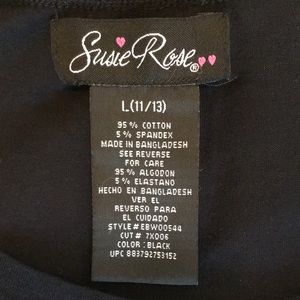 Susie Rose®
L (11/13)
95% COTTON
5% SPANDEX
MADE IN BANGLADESH
SEE REVERSE
FOR CARE
95% ALGODON
5% ELASTANO
HECHO EN BANGLADESH
VER EL
REVERSO PARA
EL CUIDADO
STYLE# EBW00544
CUT# 7X006
COLOR: BLACK
UPC 883792753152